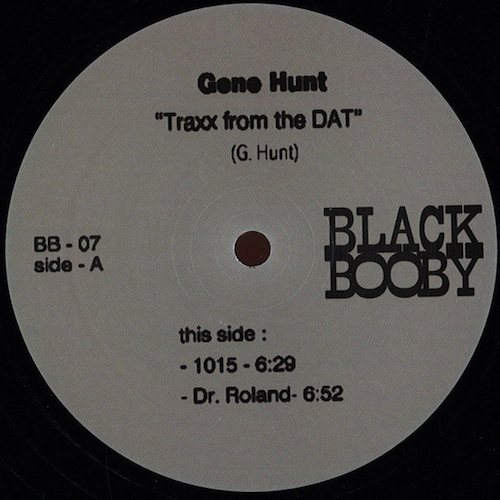 Gene Hunt
"Traxx from the DAT"
(G. Hunt)
BB - 07
side - A
BLACK
BOOBY
this side :
- 1015 - 6:29
- Dr. Roland- 6:52